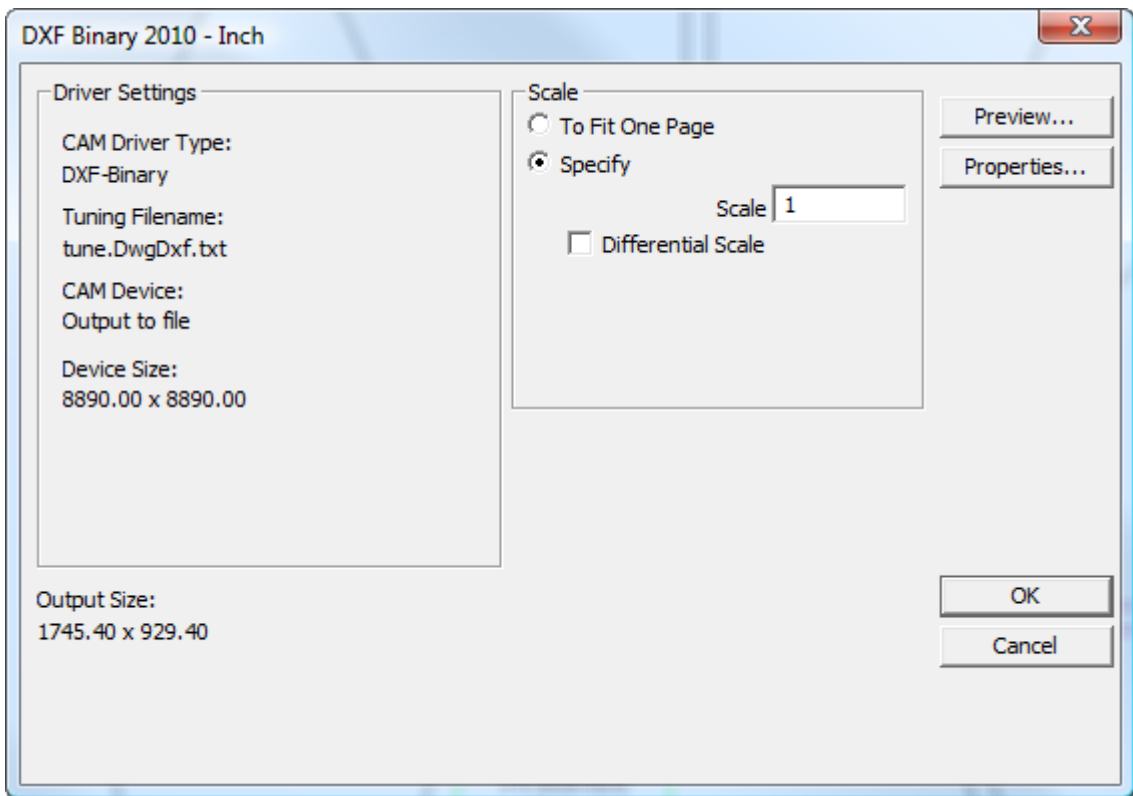 DXF Binary 2010 - Inch
Driver Settings
CAM Driver Type:
DXF-Binary
Tuning Filename:
tune.DwgDxf.txt
CAM Device:
Output to file
Device Size:
8890.00 x 8890.00
Scale
To Fit One Page
Specify
Scale 1
Differential Scale
Preview...
Properties...
Output Size:
1745.40 x 929.40
OK
Cancel